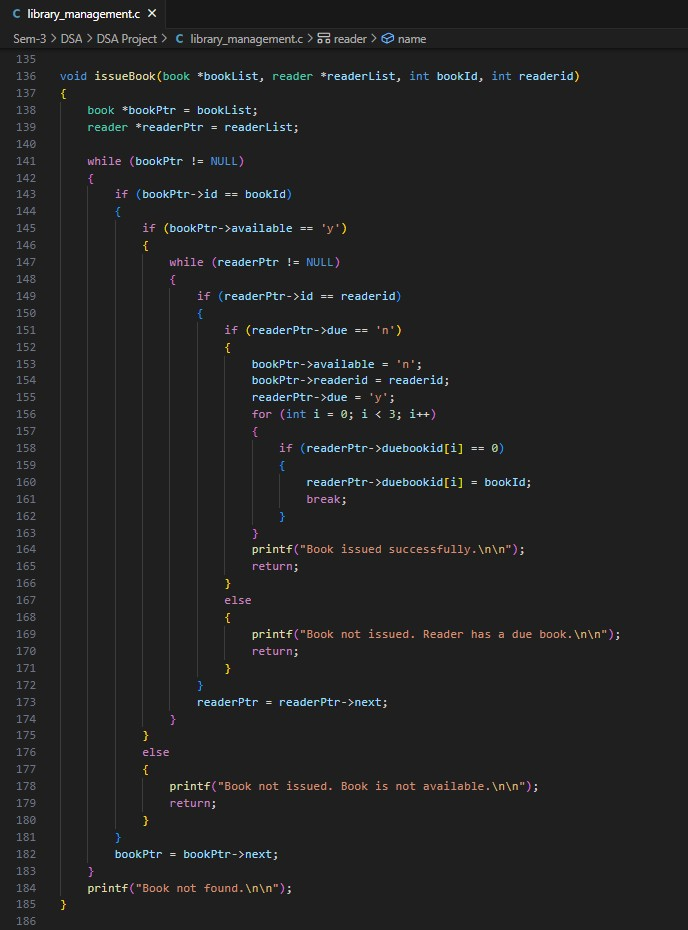 C library_management.c ×
Sem-3 > DSA > DSA Project > C library_management.c > reader > name
135
136 void issueBook(book *bookList, reader *readerList, int bookId, int readerid)
137 {
138     book *bookPtr = bookList;
139     reader *readerPtr = readerList;
140
141     while (bookPtr != NULL)
142     {
143         if (bookPtr->id == bookId)
144         {
145             if (bookPtr->available == 'y')
146             {
147                 while (readerPtr != NULL)
148                 {
149                     if (readerPtr->id == readerid)
150                     {
151                         if (readerPtr->due == 'n')
152                         {
153                             bookPtr->available = 'n';
154                             bookPtr->readerid = readerid;
155                             readerPtr->due = 'y';
156                             for (int i = 0; i < 3; i++)
157                             {
158                                 if (readerPtr->duebookid[i] == 0)
159                                 {
160                                     readerPtr->duebookid[i] = bookId;
161                                     break;
162                                 }
163                             }
164                             printf("Book issued successfully.\n\n");
165                             return;
166                         }
167                         else
168                         {
169                             printf("Book not issued. Reader has a due book.\n\n");
170                             return;
171                         }
172                     }
173                     readerPtr = readerPtr->next;
174                 }
175             }
176             else
177             {
178                 printf("Book not issued. Book is not available.\n\n");
179                 return;
180             }
181         }
182         bookPtr = bookPtr->next;
183     }
184     printf("Book not found.\n\n");
185 }
186